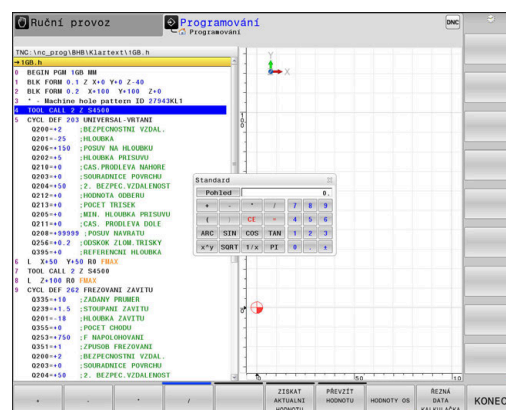 Ruční provoz
Programování
Programování
DNC
TNC:\nc_prog\BHB\Klartext\1GB.h
→1GB.h
0 BEGIN PGM 1GB MM
1 BLK FORM 0.1 Z X+0 Y+0 Z-40
2 BLK FORM 0.2 X+100 Y+100 Z+0
3 * - Machine hole pattern ID 27943KL1
4 TOOL CALL 2 Z S4500
5 CYCL DEF 203 UNIVERSAL-VRTANI
Q200=+2 ;BEZPECNOSTNI VZDAL.
Q201=-25 ;HLOUBKA
Q206=+150 ;POSUV NA HLOUBKU
Q202=+5 ;HLOUBKA PRISUVU
Q210=+0 ;CAS.PRODLEVA NAHORE
Q203=+0 ;SOURADNICE POVRCHU
Q204=+50 ;2. BEZPEC.VZDALENOST
Q212=+0 ;HODNOTA ODBERU
Q213=+0 ;POCET TRISEK
Q205=+0 ;MIN. HLOUBKA PRISUVU
Q211=+0 ;CAS. PRODLEVA DOLE
Q208=+99999 ;POSUV NAVRATU
Q256=+0.2 ;ODSKOK ZLOM.TRISKY
Q395=+0 ;REFERENCNI HLOUBKA
6 L X+50 Y+50 R0 FMAX
7 TOOL CALL 2 Z S4500
8 L Z+100 R0 FMAX
9 CYCL DEF 262 FREZOVANI ZAVITU
Q335=+10 ;ZADANY PRUMER
Q239=+1.5 ;STOUPANI ZAVITU
Q201=-18 ;HLOUBKA ZAVITU
Q355=+0 ;POCET CHODU
Q253=+750 ;F NAPOLOHOVANI
Q351=+1 ;ZPUSOB FREZOVANI
Q200=+2 ;BEZPECNOSTNI VZDAL.
Q203=+0 ;SOURADNICE POVRCHU
Q204=+50 ;2. BEZPEC.VZDALENOST
Y
X
100
0
0 50 100
Standard
Pohled 0.
+ - * / 7 8 9
( ) CE = 4 5 6
ARC SIN COS TAN 1 2 3
x^y SQRT 1/x PI 0 . ±
+ - * /
ZÍSKAT AKTUALNI HODNOTU
PŘEVZÍT HODNOTU
HODNOTY OS
ŘEZNÁ DATA KALKULAČKA
KONEC